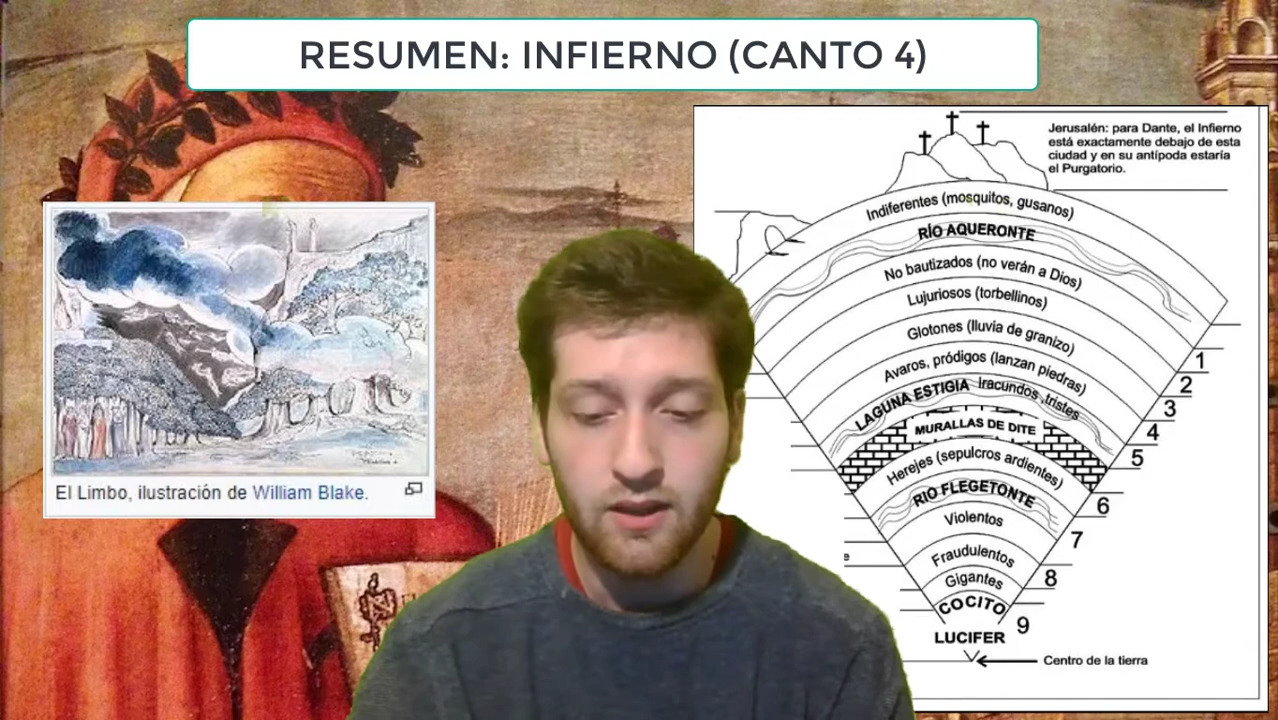 RESUMEN: INFIERNO (CANTO 4)
El Limbo, ilustración de William Blake.
Jerusalén: para Dante, el Infierno
está exactamente debajo de esta
ciudad y en su antípoda estaría
el Purgatorio.
Indiferentes (mosquitos, gusanos)
RÍO AQUERONTE
No bautizados (no verán a Dios)
Lujuriosos (torbellinos)
1
Glotones (lluvia de granizo)
2
Avaros, pródigos (lanzan piedras)
3
LAGUNA ESTIGIA Iracundos, tristes
4
MURALLAS DE DITE
5
Herejes (sepulcros ardientes)
6
RIO FLEGETONTE
Violentos
7
Fraudulentos
8
Gigantes
COCITO
9
LUCIFER
Centro de la tierra